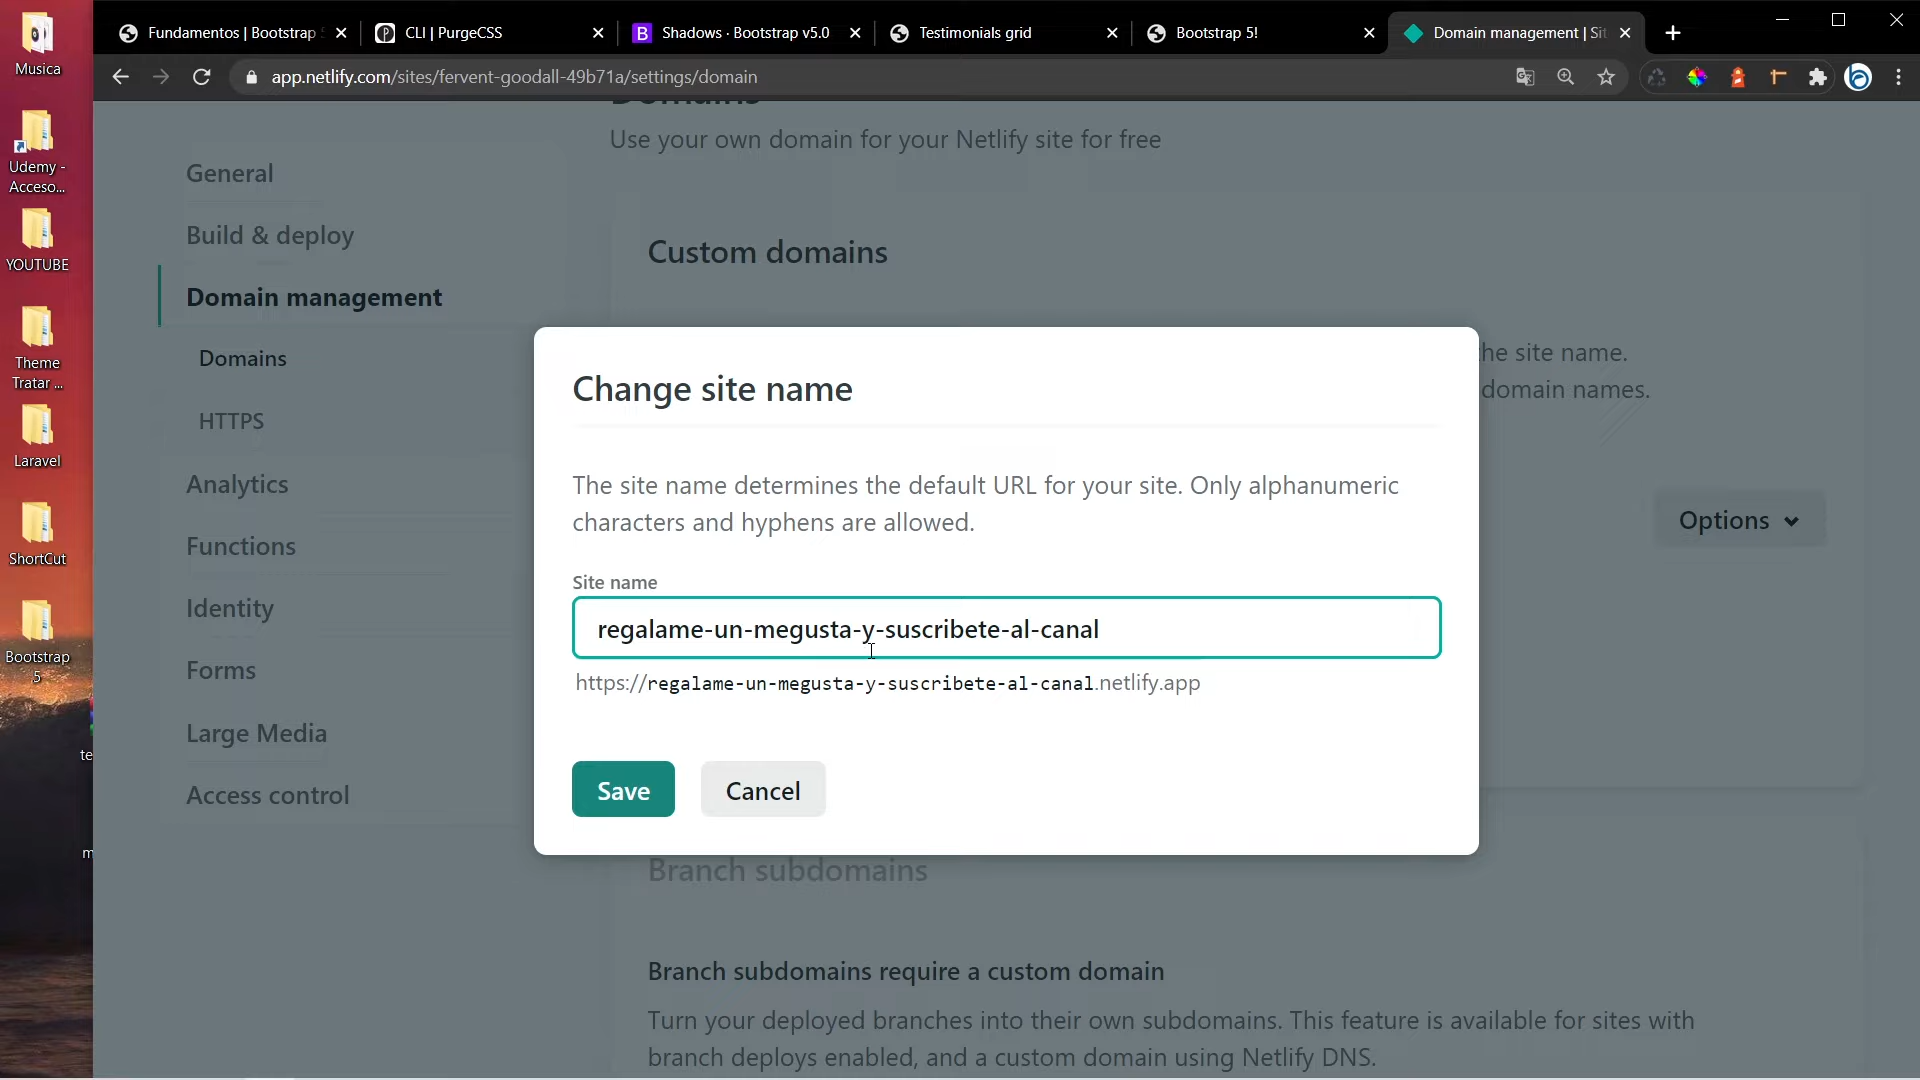 Musica
Udemy -
Acceso...
YOUTUBE
Theme
Tratar ...
Laravel
ShortCut
Bootstrap
5
te
m
Fundamentos | Bootstrap 5
CLI | PurgeCSS
B
Shadows · Bootstrap v5.0
Testimonials grid
Bootstrap 5!
Domain management | Sit
app.netlify.com/sites/fervent-goodall-49b71a/settings/domain
Domains
Use your own domain for your Netlify site for free
General
Build & deploy
Domain management
Domains
HTTPS
Analytics
Functions
Identity
Forms
Large Media
Access control
Custom domains
the site name.
domain names.
Options
Change site name
The site name determines the default URL for your site. Only alphanumeric
characters and hyphens are allowed.
Site name
regalame-un-megusta-y-suscribete-al-canal
https://regalame-un-megusta-y-suscribete-al-canal.netlify.app
Save
Cancel
Branch subdomains
Branch subdomains require a custom domain
Turn your deployed branches into their own subdomains. This feature is available for sites with
branch deploys enabled, and a custom domain using Netlify DNS.